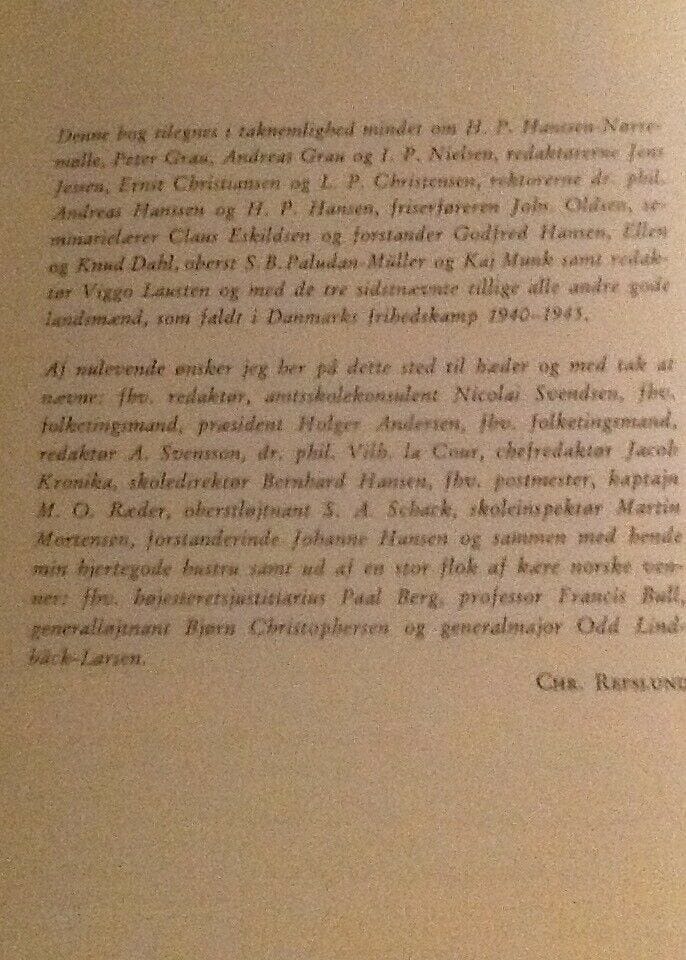 Denne bog tilegnes i taknemlighed mindet om H. P. Hanssen-Nørre-
mølle, Peter Grau, Andreas Grau og I. P. Nielsen, redaktørerne Jens
Jessen, Ernst Christiansen og L. P. Christensen, rektorerne dr. phil.
Andreas Hanssen og H. P. Hansen, friserføreren Johs. Oldsen, se-
minarielærer Claus Eskildsen og forstander Godfred Hansen, Ellen
og Knud Dahl, oberst S. B. Paludan-Müller og Kaj Munk samt redak-
tør Viggo Lausten og med de tre sidstnævnte tillige alle andre gode
landsmænd, som faldt i Danmarks frihedskamp 1940-1945.
Af nulevende ønsker jeg her på dette sted til hæder og med tak at
nævne: fhv. redaktør, amtsskolekonsulent Nicolai Svendsen, fhv.
folketingsmand, præsident Holger Andersen, fhv. folketingsmand,
redaktør A. Svensson, dr. phil. Vilh. la Cour, chefredaktør Jacob
Kronika, skoledirektør Bernhard Hansen, fhv. postmester, kaptajn
M. O. Ræder, oberstløjtnant S. A. Schack, skoleinspektør Martin
Mortensen, forstanderinde Johanne Hansen og sammen med hende
min hjertegode hustru samt ud af en stor flok af kære norske ven-
ner: fhv. højesteretsjustitiarius Paal Berg, professor Francis Bull,
generalløjtnant Bjørn Christophersen og generalmajor Odd Lind-
bäck-Larsen.
CHR. REFSLUND